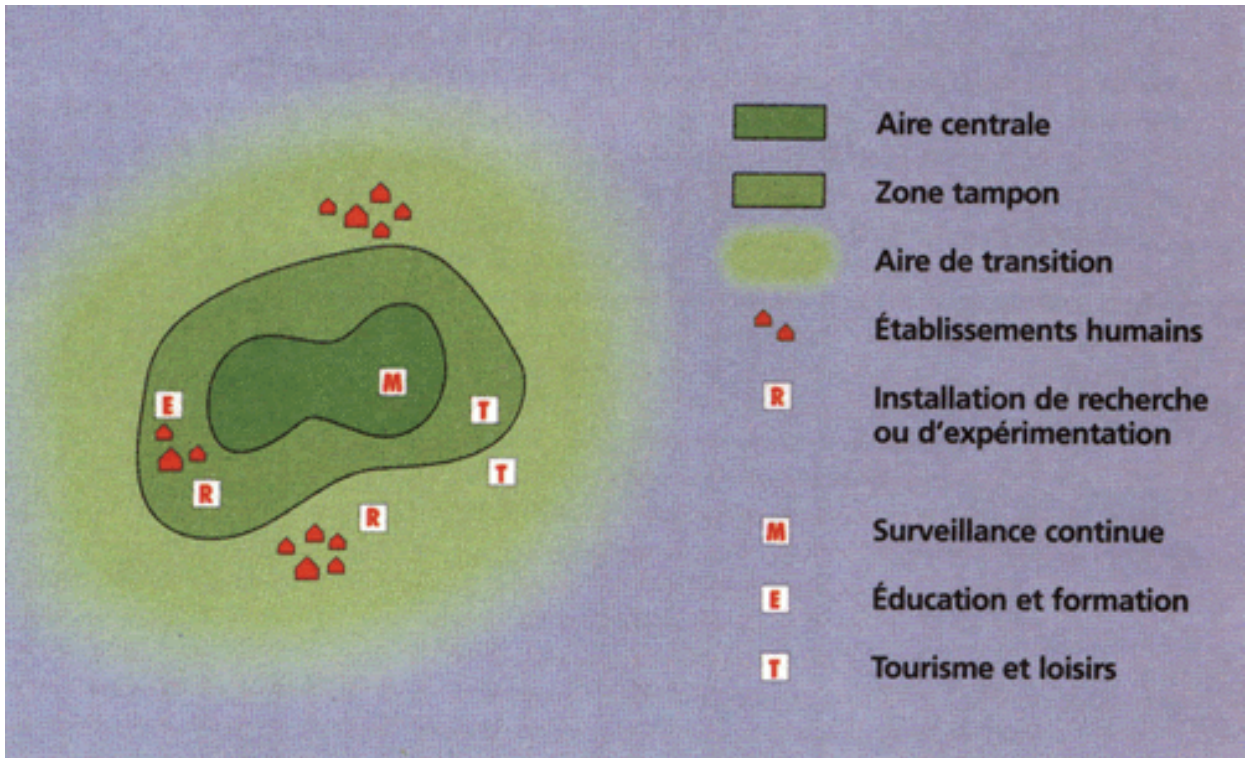 Aire centrale
Zone tampon
Aire de transition
Établissements humains
R
Installation de recherche
ou d'expérimentation
M
Surveillance continue
E
Éducation et formation
T
Tourisme et loisirs
M
E
T
T
R
R